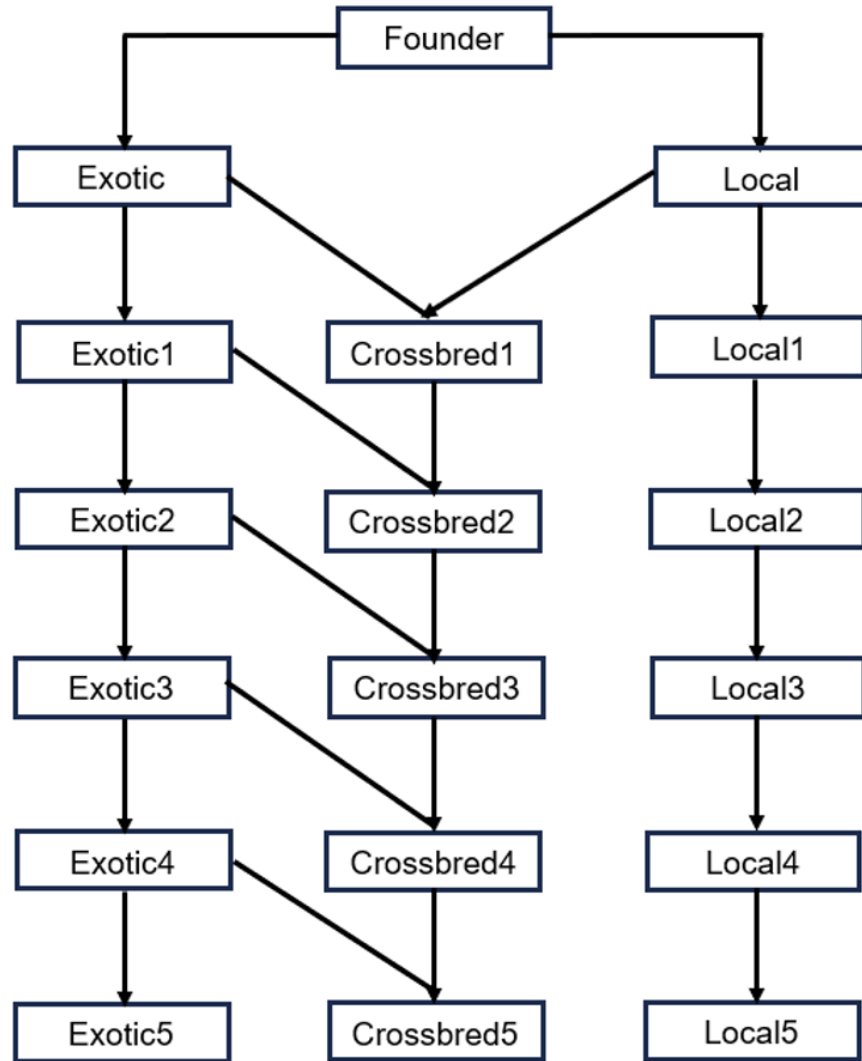 Founder
Exotic
Local
Exotic1
Crossbred1
Local1
Exotic2
Crossbred2
Local2
Exotic3
Crossbred3
Local3
Exotic4
Crossbred4
Local4
Exotic5
Crossbred5
Local5